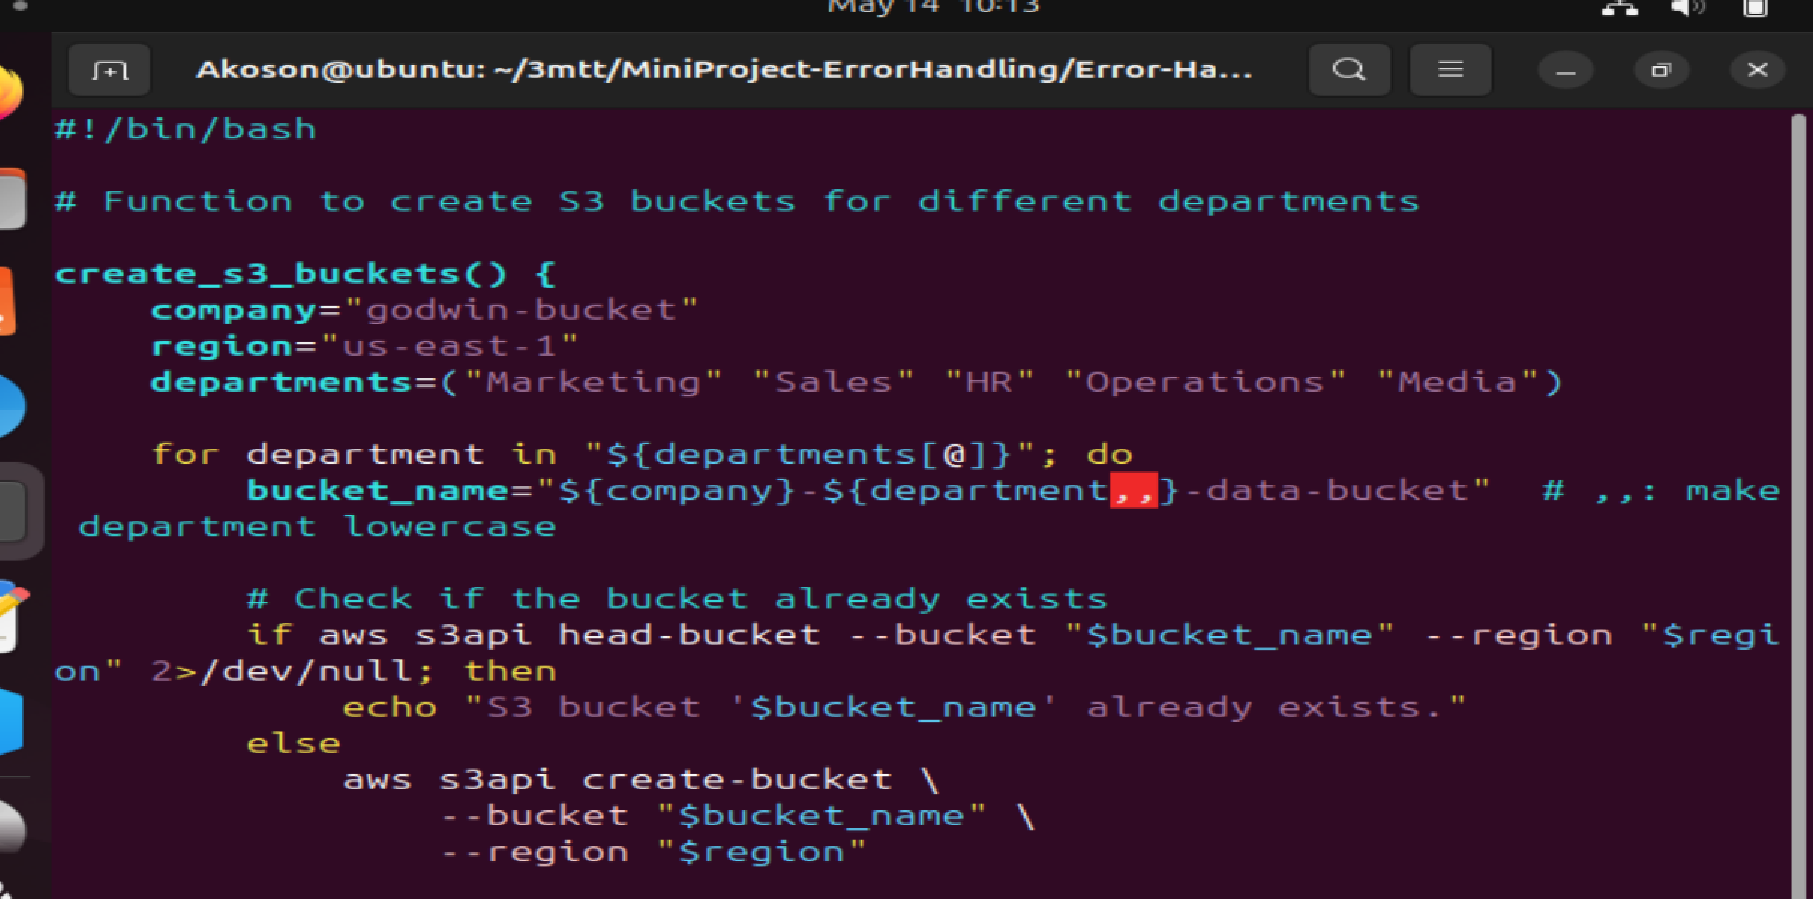 May 14 10:13
Akoson@ubuntu: ~/3mtt/MiniProject-ErrorHandling/Error-Ha...
#!/bin/bash
# Function to create S3 buckets for different departments
create_s3_buckets() {
    company="godwin-bucket"
    region="us-east-1"
    departments=("Marketing" "Sales" "HR" "Operations" "Media")
    for department in "${departments[@]}"; do
        bucket_name="${company}-${department,,}-data-bucket"  # ,,: make
 department lowercase
        # Check if the bucket already exists
        if aws s3api head-bucket --bucket "$bucket_name" --region "$regi
on" 2>/dev/null; then
            echo "S3 bucket '$bucket_name' already exists."
        else
            aws s3api create-bucket \
                --bucket "$bucket_name" \
                --region "$region"